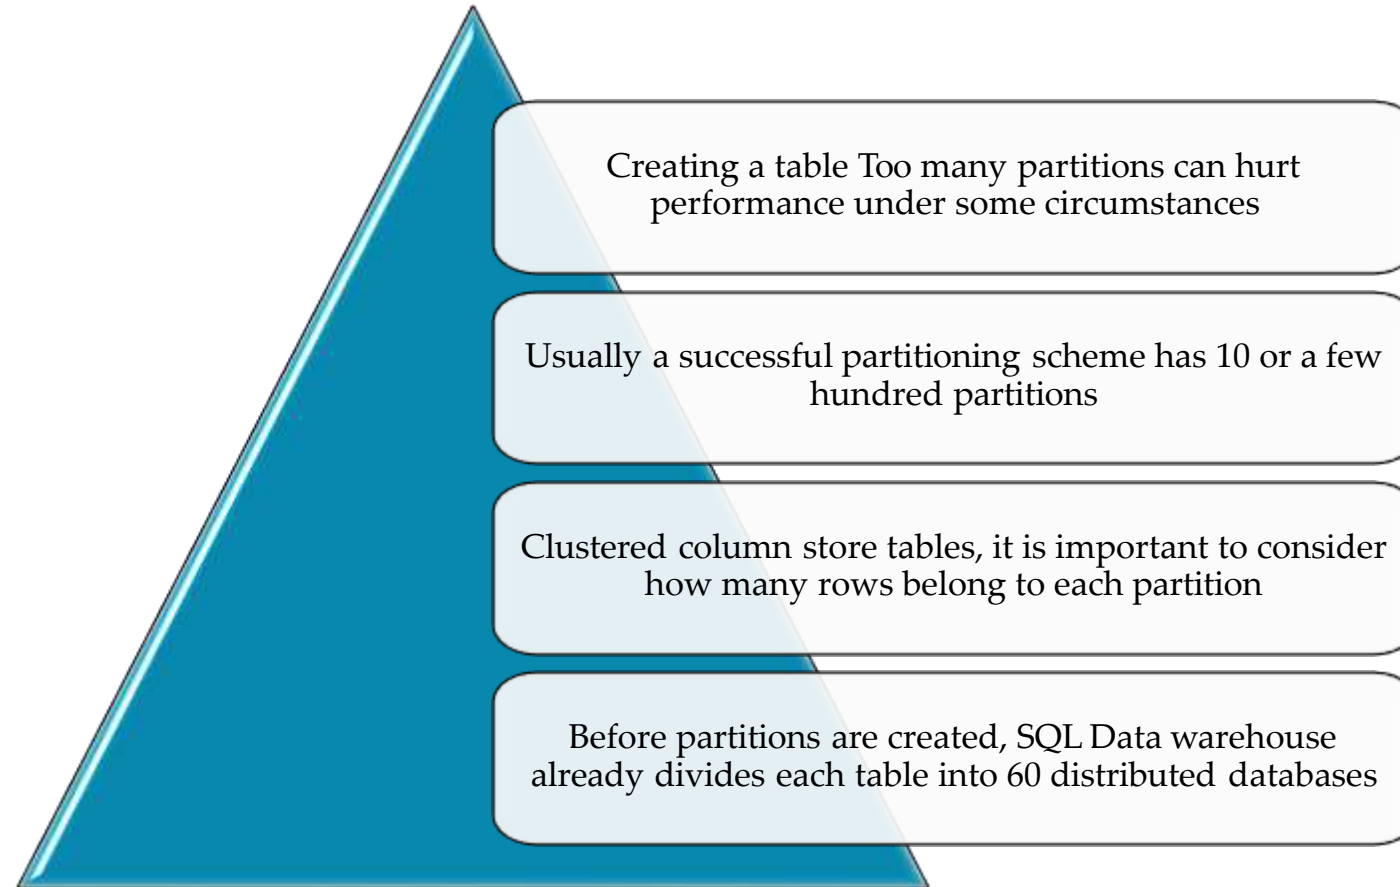 Creating a table Too many partitions can hurt
performance under some circumstances
Usually a successful partitioning scheme has 10 or a few
hundred partitions
Clustered column store tables, it is important to consider
how many rows belong to each partition
Before partitions are created, SQL Data warehouse
already divides each table into 60 distributed databases